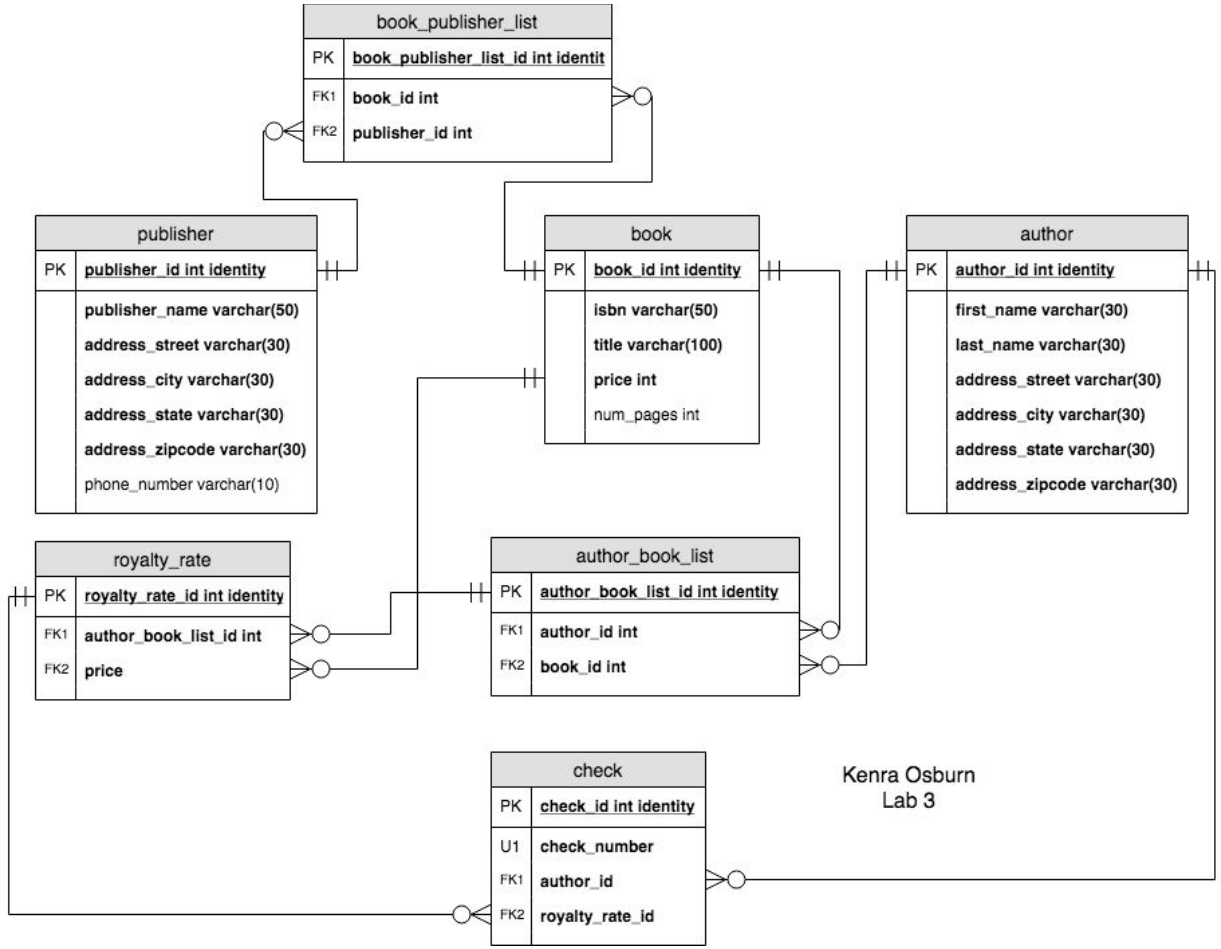 book_publisher_list
PK book_publisher_list_id int identit
FK1 book_id int
FK2 publisher_id int
publisher
PK publisher_id int identity
publisher_name varchar(50)
address_street varchar(30)
address_city varchar(30)
address_state varchar(30)
address_zipcode varchar(30)
phone_number varchar(10)
book
PK book_id int identity
isbn varchar(50)
title varchar(100)
price int
num_pages int
author
PK author_id int identity
first_name varchar(30)
last_name varchar(30)
address_street varchar(30)
address_city varchar(30)
address_state varchar(30)
address_zipcode varchar(30)
royalty_rate
PK royalty_rate_id int identity
FK1 author_book_list_id int
FK2 price
author_book_list
PK author_book_list_id int identity
FK1 author_id int
FK2 book_id int
check
PK check_id int identity
U1 check_number
FK1 author_id
FK2 royalty_rate_id
Kenra Osburn
Lab 3